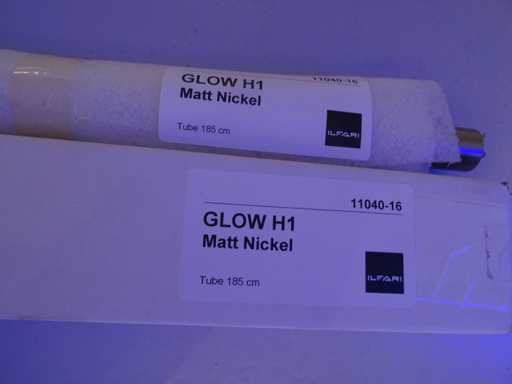 GLOW H1
11040-16
Matt Nickel
Tube 185 cm
ILFARI
11040-16
GLOW H1
Matt Nickel
Tube 185 cm
ILFARI